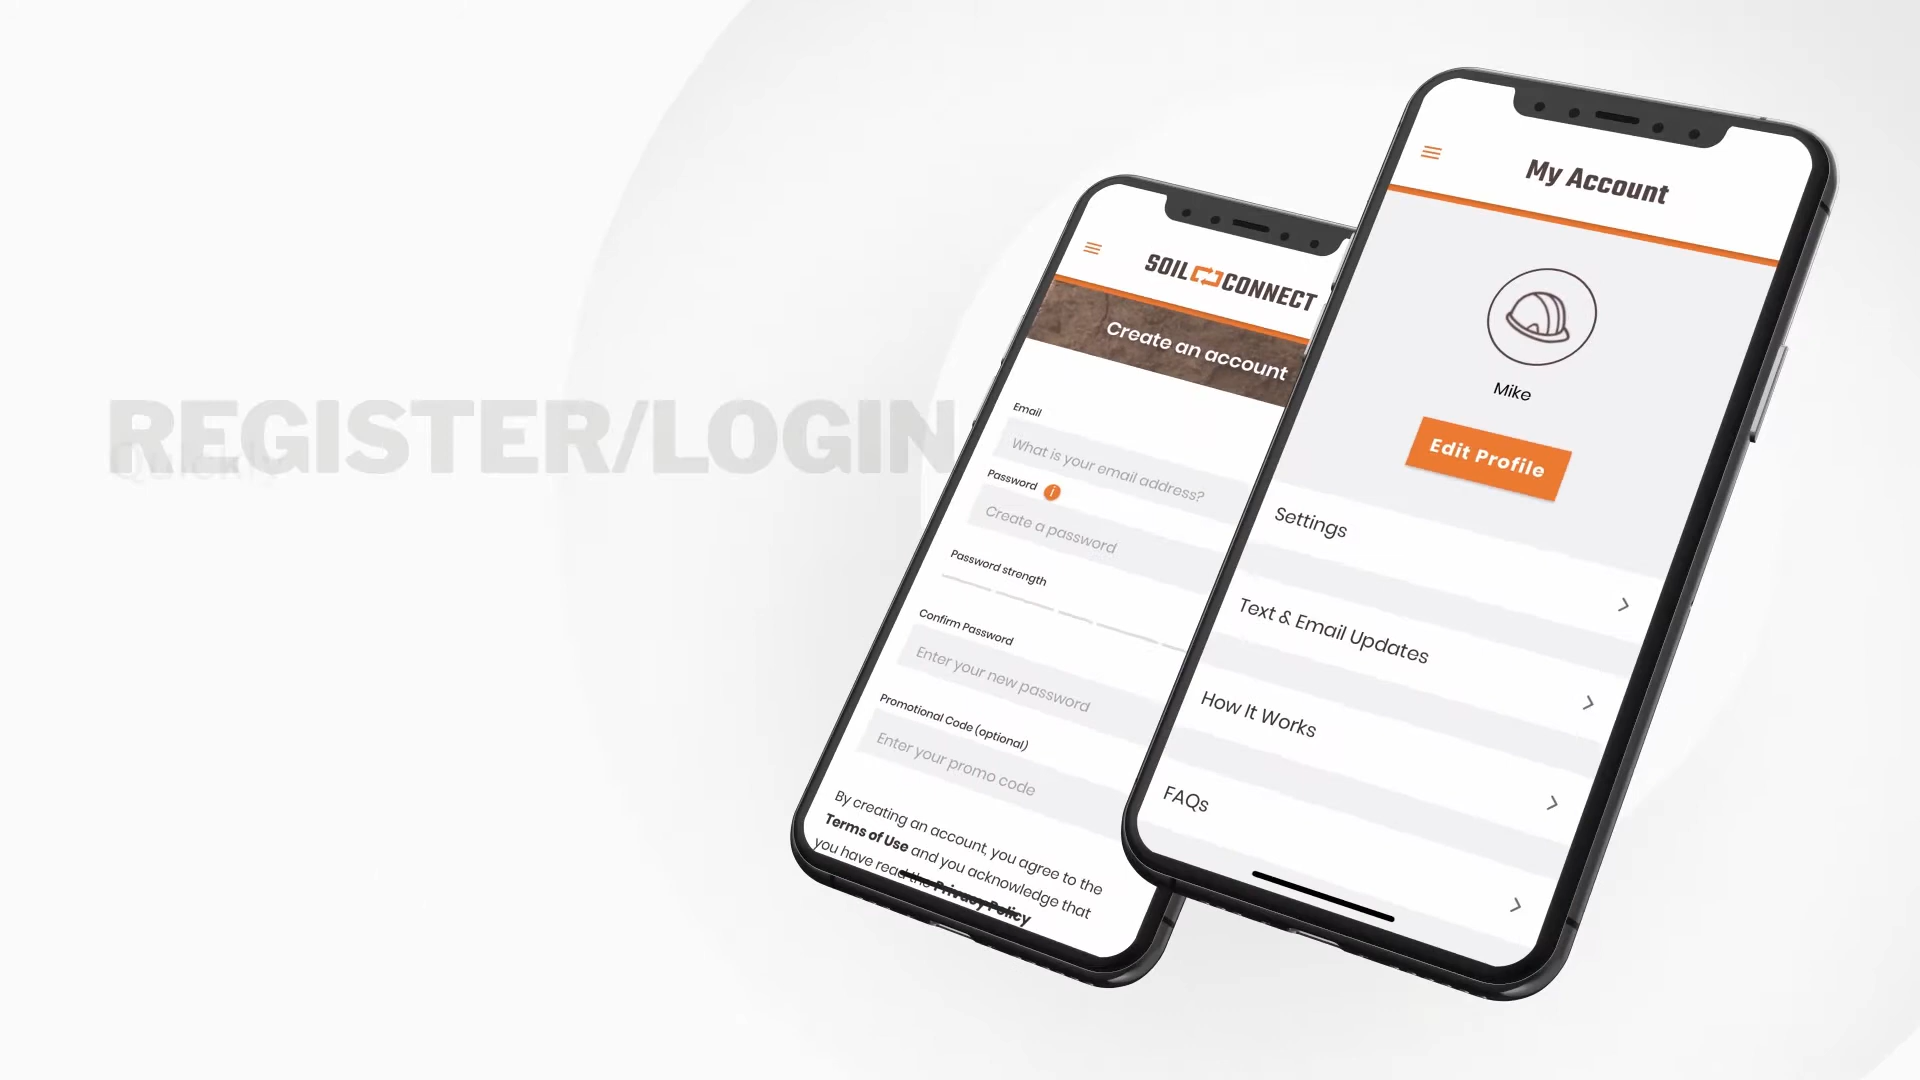 REGISTER/LOGIN
Quickly
SOIL CONNECT
Create an account
Email
What is your email address?
Password i
Create a password
Password strength
Confirm Password
Enter your new password
Promotional Code (optional)
Enter your promo code
By creating an account, you agree to the
Terms of Use and you acknowledge that
you have read the Privacy Policy
My Account
Mike
Edit Profile
Settings
Text & Email Updates
How It Works
FAQs